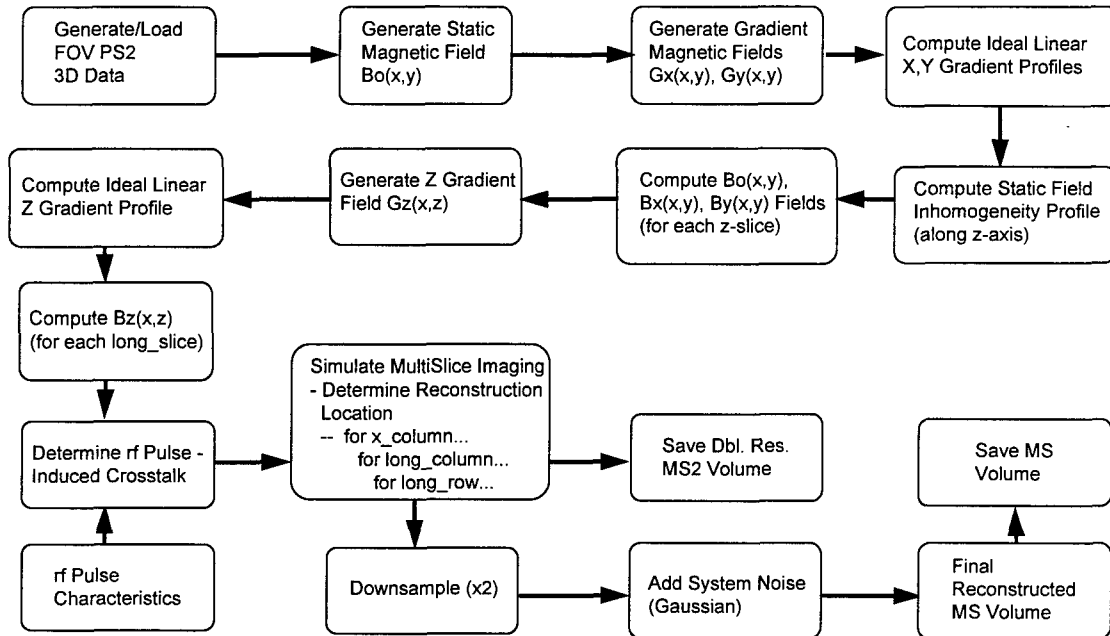 Generate/Load
FOV PS2
3D Data
Generate Static
Magnetic Field
Bo(x,y)
Generate Gradient
Magnetic Fields
Gx(x,y), Gy(x,y)
Compute Ideal Linear
X,Y Gradient Profiles
Compute Ideal Linear
Z Gradient Profile
Generate Z Gradient
Field Gz(x,z)
Compute Bo(x,y),
Bx(x,y), By(x,y) Fields
(for each z-slice)
Compute Static Field
Inhomogeneity Profile
(along z-axis)
Compute Bz(x,z)
(for each long_slice)
Simulate MultiSlice Imaging
- Determine Reconstruction
Location
-- for x_column...
for long_column...
for long_row...
Determine rf Pulse -
Induced Crosstalk
Save Dbl. Res.
MS2 Volume
Save MS
Volume
rf Pulse
Characteristics
Downsample (x2)
Add System Noise
(Gaussian)
Final
Reconstructed
MS Volume